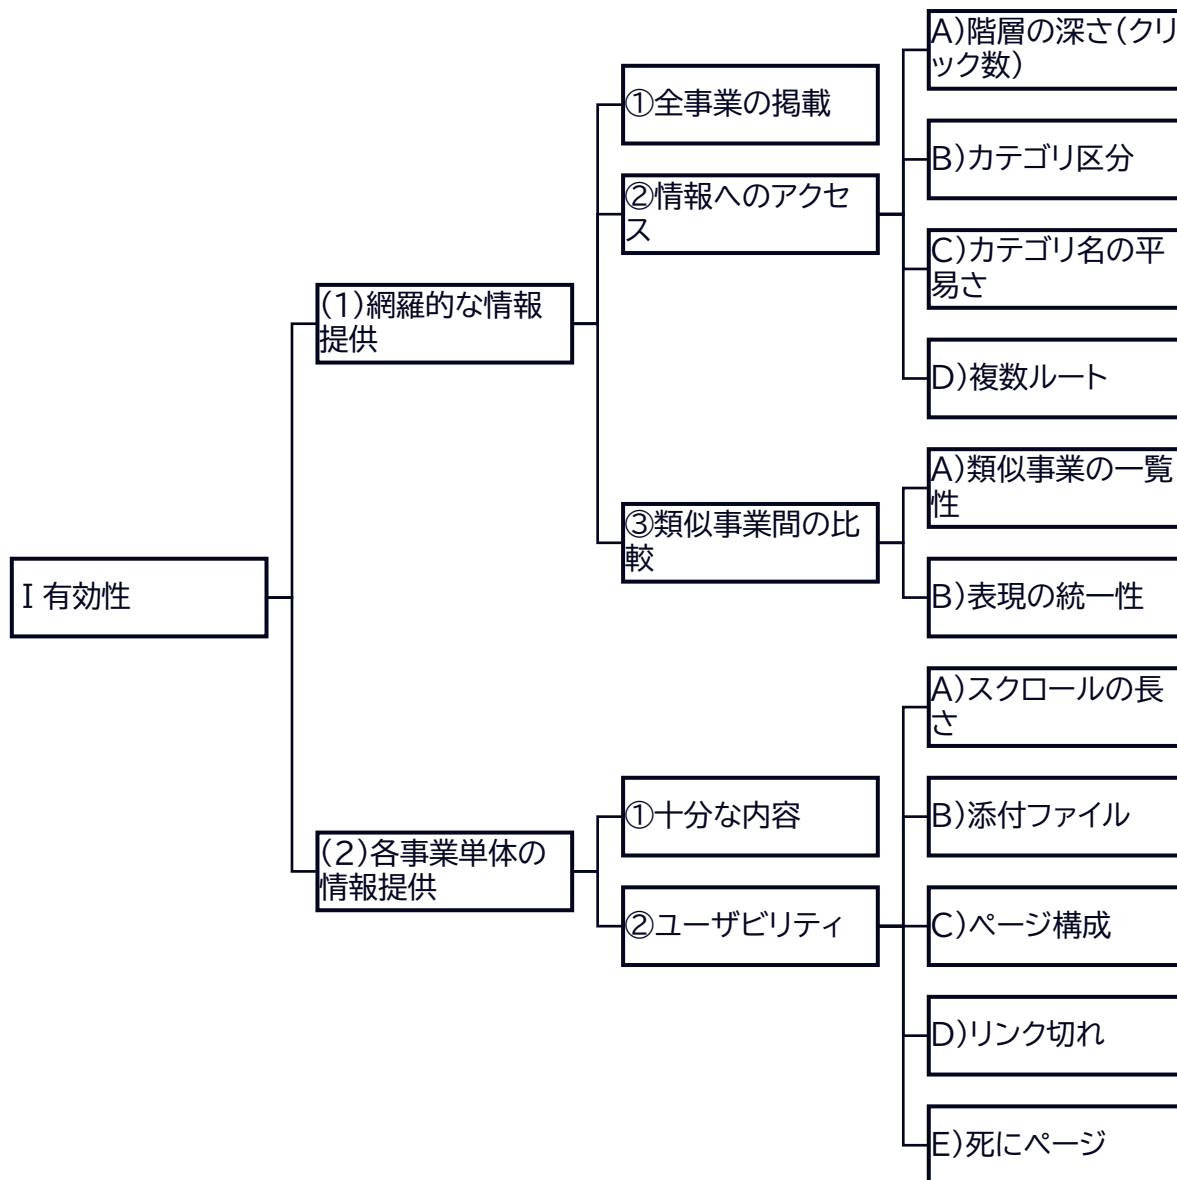 Ⅰ 有効性
(1)網羅的な情報
提供
①全事業の掲載
②情報へのアクセ
ス
A)階層の深さ(クリ
ック数)
B)カテゴリ区分
C)カテゴリ名の平
易さ
D)複数ルート
③類似事業間の比
較
A)類似事業の一覧
性
B)表現の統一性
(2)各事業単体の
情報提供
①十分な内容
②ユーザビリティ
A)スクロールの長
さ
B)添付ファイル
C)ページ構成
D)リンク切れ
E)死にページ